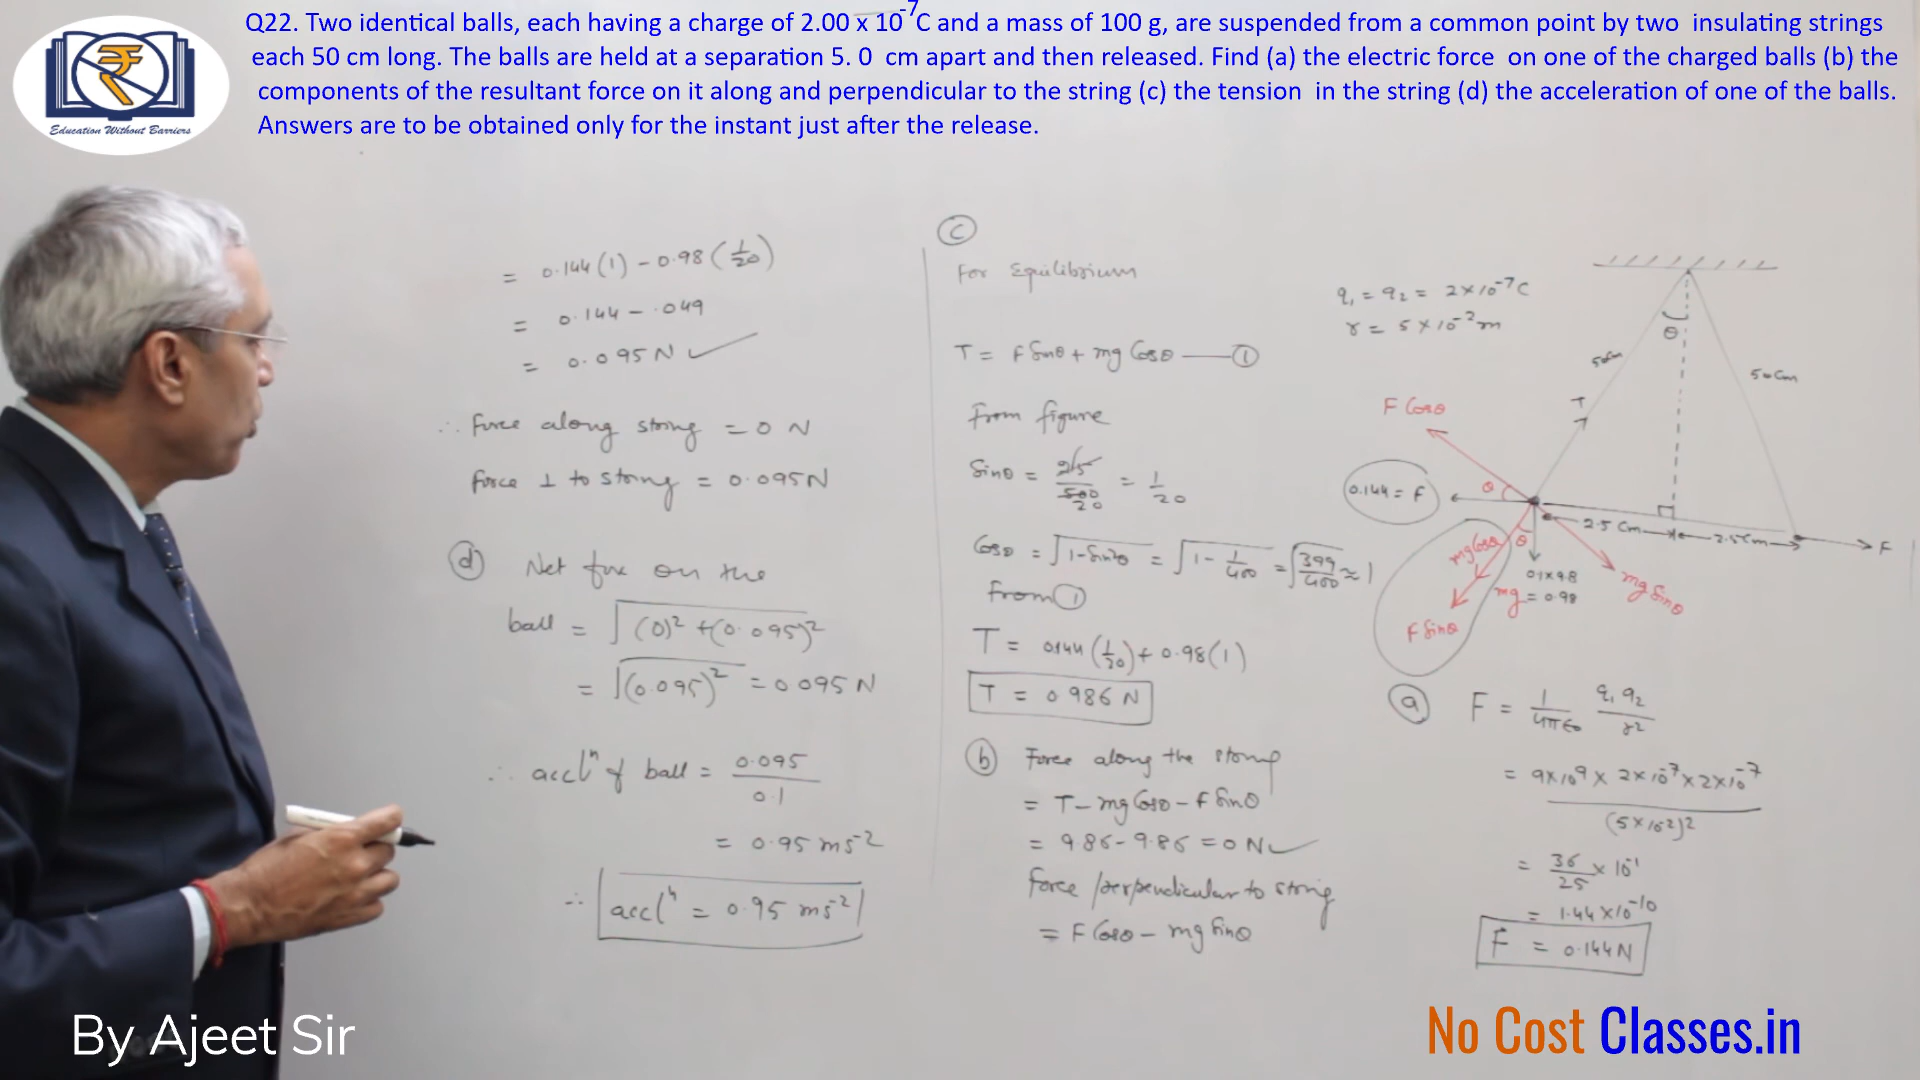 Q22. Two identical balls, each having a charge of 2.00 x 10⁻⁷C and a mass of 100 g, are suspended from a common point by two insulating strings
each 50 cm long. The balls are held at a separation 5. 0 cm apart and then released. Find (a) the electric force on one of the charged balls (b) the
components of the resultant force on it along and perpendicular to the string (c) the tension in the string (d) the acceleration of one of the balls.
Answers are to be obtained only for the instant just after the release.
Education Without Barriers
= 0.144 (1) - 0.98 (1/20)
= 0.144 - .049
= 0.095 N ✓
∴ Force along string = 0 N
Force ⊥ to string = 0.095 N
(d) Net force on the
ball = √(0)² + (0.095)²
= √(0.095)² = 0.095 N
∴ acclⁿ of ball = 0.095/0.1
= 0.95 ms⁻²
∴ acclⁿ = 0.95 ms⁻²
(c)
For Equilibrium
T = F Sinθ + mg Cosθ — (1)
From figure
Sinθ = 2.5/50 = 1/20
Cosθ = √1-Sin²θ = √1 - 1/400 = √399/400 ≈ 1
From (1)
T = 0.144 (1/20) + 0.98 (1)
T = 0.986 N
(b) Force along the string
= T - mg Cosθ - F Sinθ
= 9.86 - 9.86 = 0 N ✓
Force perpendicular to string
= F Cosθ - mg Sinθ
q₁ = q₂ = 2 × 10⁻⁷ C
r = 5 × 10⁻² m
θ
50cm
50cm
T
F Cosθ
θ
0.144 = F
2.5 Cm
2.5 Cm
F
mg Cosθ
θ
0.1×9.8
mg = 0.98
mg Sinθ
F Sinθ
(a) F = 1/4πε₀ q₁ q₂/r²
= 9×10⁹ × 2×10⁻⁷ × 2×10⁻⁷
(5×10⁻²)²
= 36/25 × 10⁻¹
= 1.44 × 10⁻¹⁰
F = 0.144 N
By Ajeet Sir
No Cost Classes.in